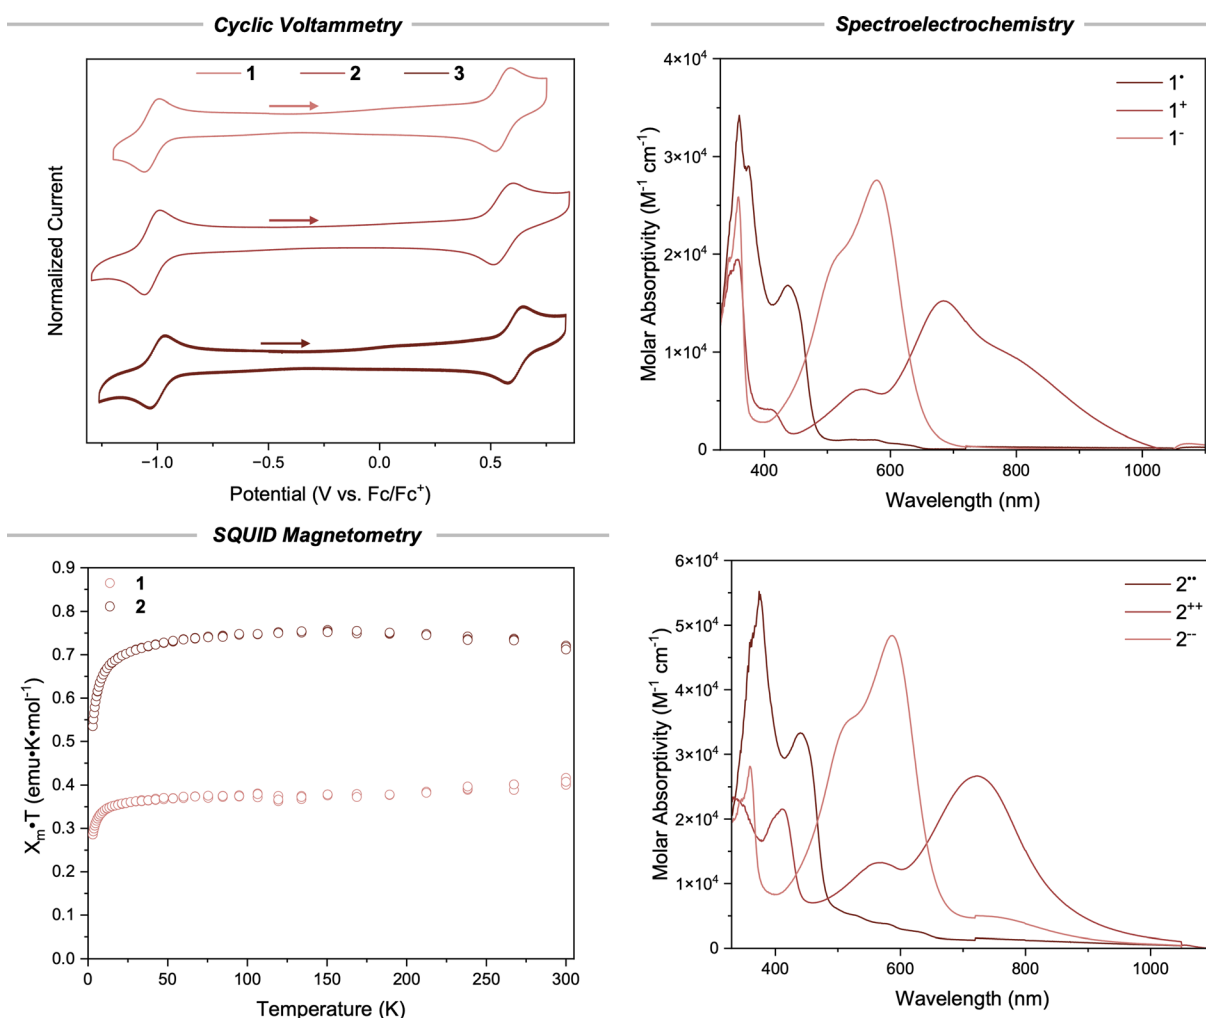 Cyclic Voltammetry
1 2 3
Normalized Current
−1.0 −0.5 0.0 0.5
Potential (V vs. Fc/Fc⁺)
Spectroelectrochemistry
4×10⁴
3×10⁴
2×10⁴
1×10⁴
0
Molar Absorptivity (M⁻¹ cm⁻¹)
1•
1⁺
1⁻
400 600 800 1000
Wavelength (nm)
SQUID Magnetometry
0.9
0.8
0.7
0.6
0.5
0.4
0.3
0.2
0.1
0.0
Xₘ•T (emu•K•mol⁻¹)
1
2
0 50 100 150 200 250 300
Temperature (K)
6×10⁴
5×10⁴
4×10⁴
3×10⁴
2×10⁴
1×10⁴
0
Molar Absorptivity (M⁻¹ cm⁻¹)
2••
2⁺⁺
2⁻⁻
400 600 800 1000
Wavelength (nm)